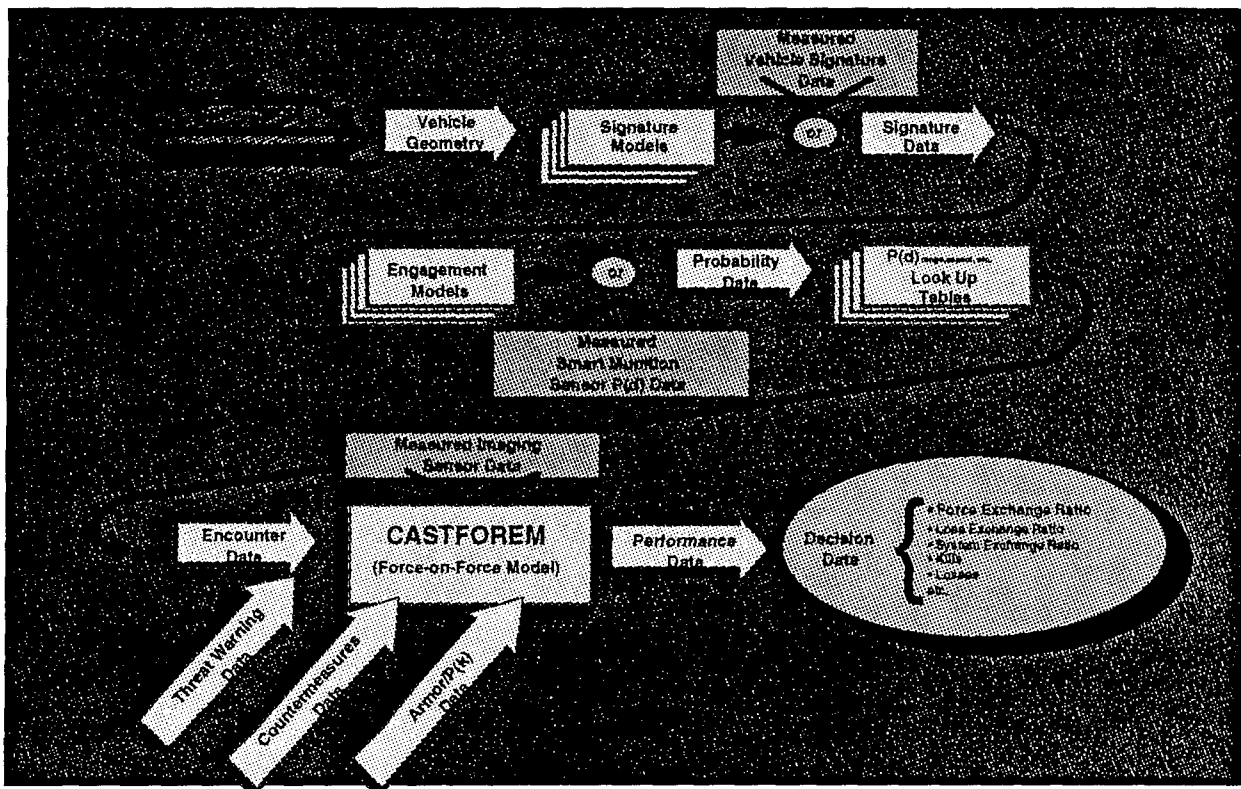 Measured
Vehicle Signature
Data
Vehicle
Geometry
Signature
Models
or
Signature
Data
Engagement
Models
or
Probability
Data
P(d)
Look Up
Tables
Measured
Smart Munition
Sensor P(d) Data
Measured Imaging
Sensor Data
Encounter
Data
CASTFOREM
(Force-on-Force Model)
Performance
Data
Decision
Data
• Force Exchange Ratio
• Loss Exchange Ratio
• System Exchange Ratio
• Kills
• Losses
etc.
Threat Warning
Data
Countermeasures
Data
Armor/P(k)
Data